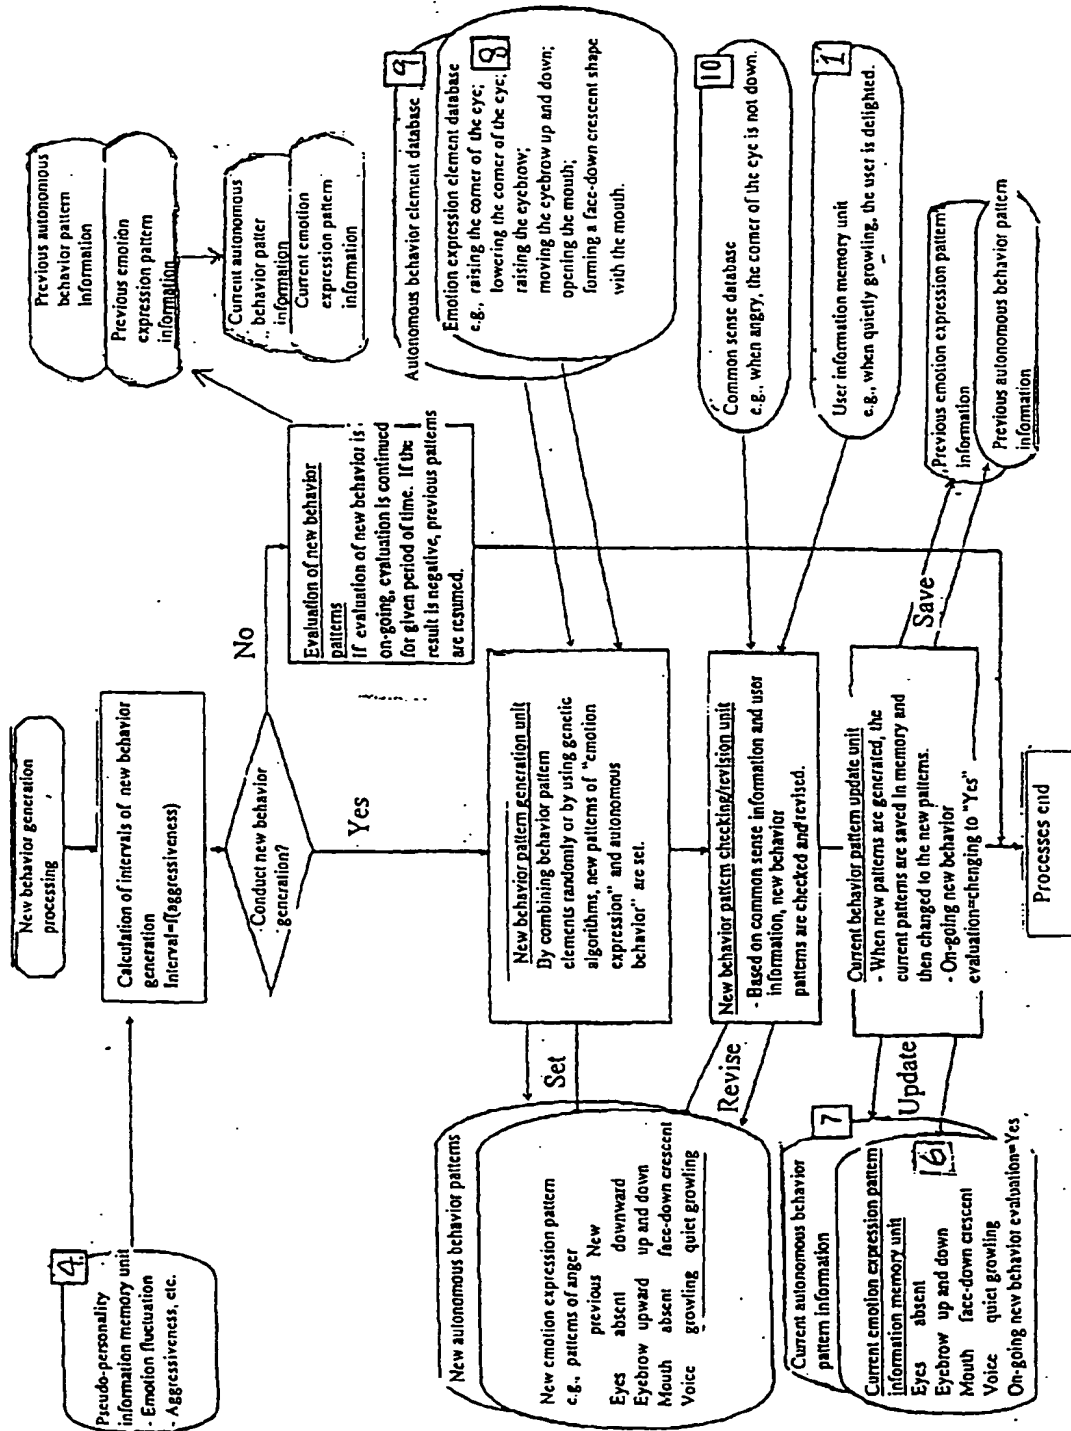 New behavior generation
processing
4
Pseudo-personality
information memory unit
- Emotion fluctuation
- Aggressiveness, etc.
Calculation of intervals of new behavior
generation
Interval=f(aggressiveness)
Conduct new behavior
generation?
No
Yes
Evaluation of new behavior
patterns
If evaluation of new behavior is
on-going, evaluation is continued
for given period of time. If the
result is negative, previous patterns
are resumed.
Previous autonomous
behavior pattern
Information
Previous emotion
expression pattern
information
Current autonomous
behavior patter
information
Current emotion
expression pattern
information
New behavior pattern generation unit
By combining behavior pattern
elements randomly or by using genetic
algorithms, new patterns of "emotion
expression" and autonomous
behavior" are set.
9
Autonomous behavior element database
8
Emotion expression element database
e.g., raising the corner of the eye;
lowering the corner of the eye;
raising the eyebrow;
moving the eyebrow up and down;
opening the mouth;
forming a face-down crescent shape
with the mouth.
Set
New autonomous behavior patterns
New emotion expression pattern
e.g., patterns of anger
previous New
Eyes absent downward
Eyebrow upward up and down
Mouth absent face-down crescent
Voice growling quiet growling
Revise
New behavior pattern checking/revision unit
- Based on common sense information and user
information, new behavior
patterns are checked and revised.
10
Common sense database
e.g., when angry, the corner of the eye is not down.
1
User information memory unit
e.g., when quietly growling, the user is delighted.
Current behavior pattern update unit
- When new patterns are generated, the
current patterns are saved in memory and
then changed to the new patterns.
- On-going new behavior
evaluation=chenging to "Yes"
Update
7
Current autonomous behavior
pattern information
6
Current emotion expression pattern
information memory unit
Eyes absent
Eyebrow up and down
Mouth face-down crescent
Voice quiet growling
On-going new behavior evaluation=Yes
Save
Previous emotion expression pattern
information
Previous autonomous behavior pattern
information
Processes end